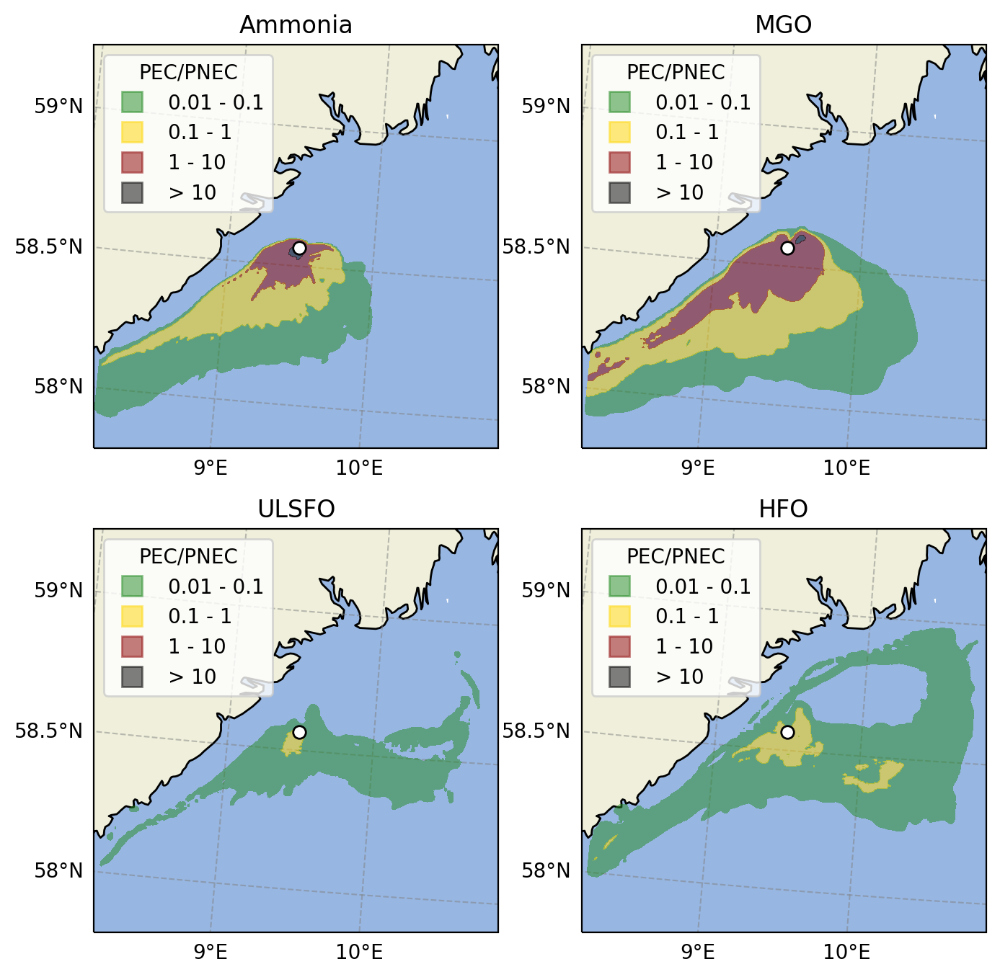 Ammonia
PEC/PNEC
0.01 - 0.1
0.1 - 1
1 - 10
> 10
59°N
58.5°N
58°N
9°E
10°E
MGO
PEC/PNEC
0.01 - 0.1
0.1 - 1
1 - 10
> 10
59°N
58.5°N
58°N
9°E
10°E
ULSFO
PEC/PNEC
0.01 - 0.1
0.1 - 1
1 - 10
> 10
59°N
58.5°N
58°N
9°E
10°E
HFO
PEC/PNEC
0.01 - 0.1
0.1 - 1
1 - 10
> 10
59°N
58.5°N
58°N
9°E
10°E